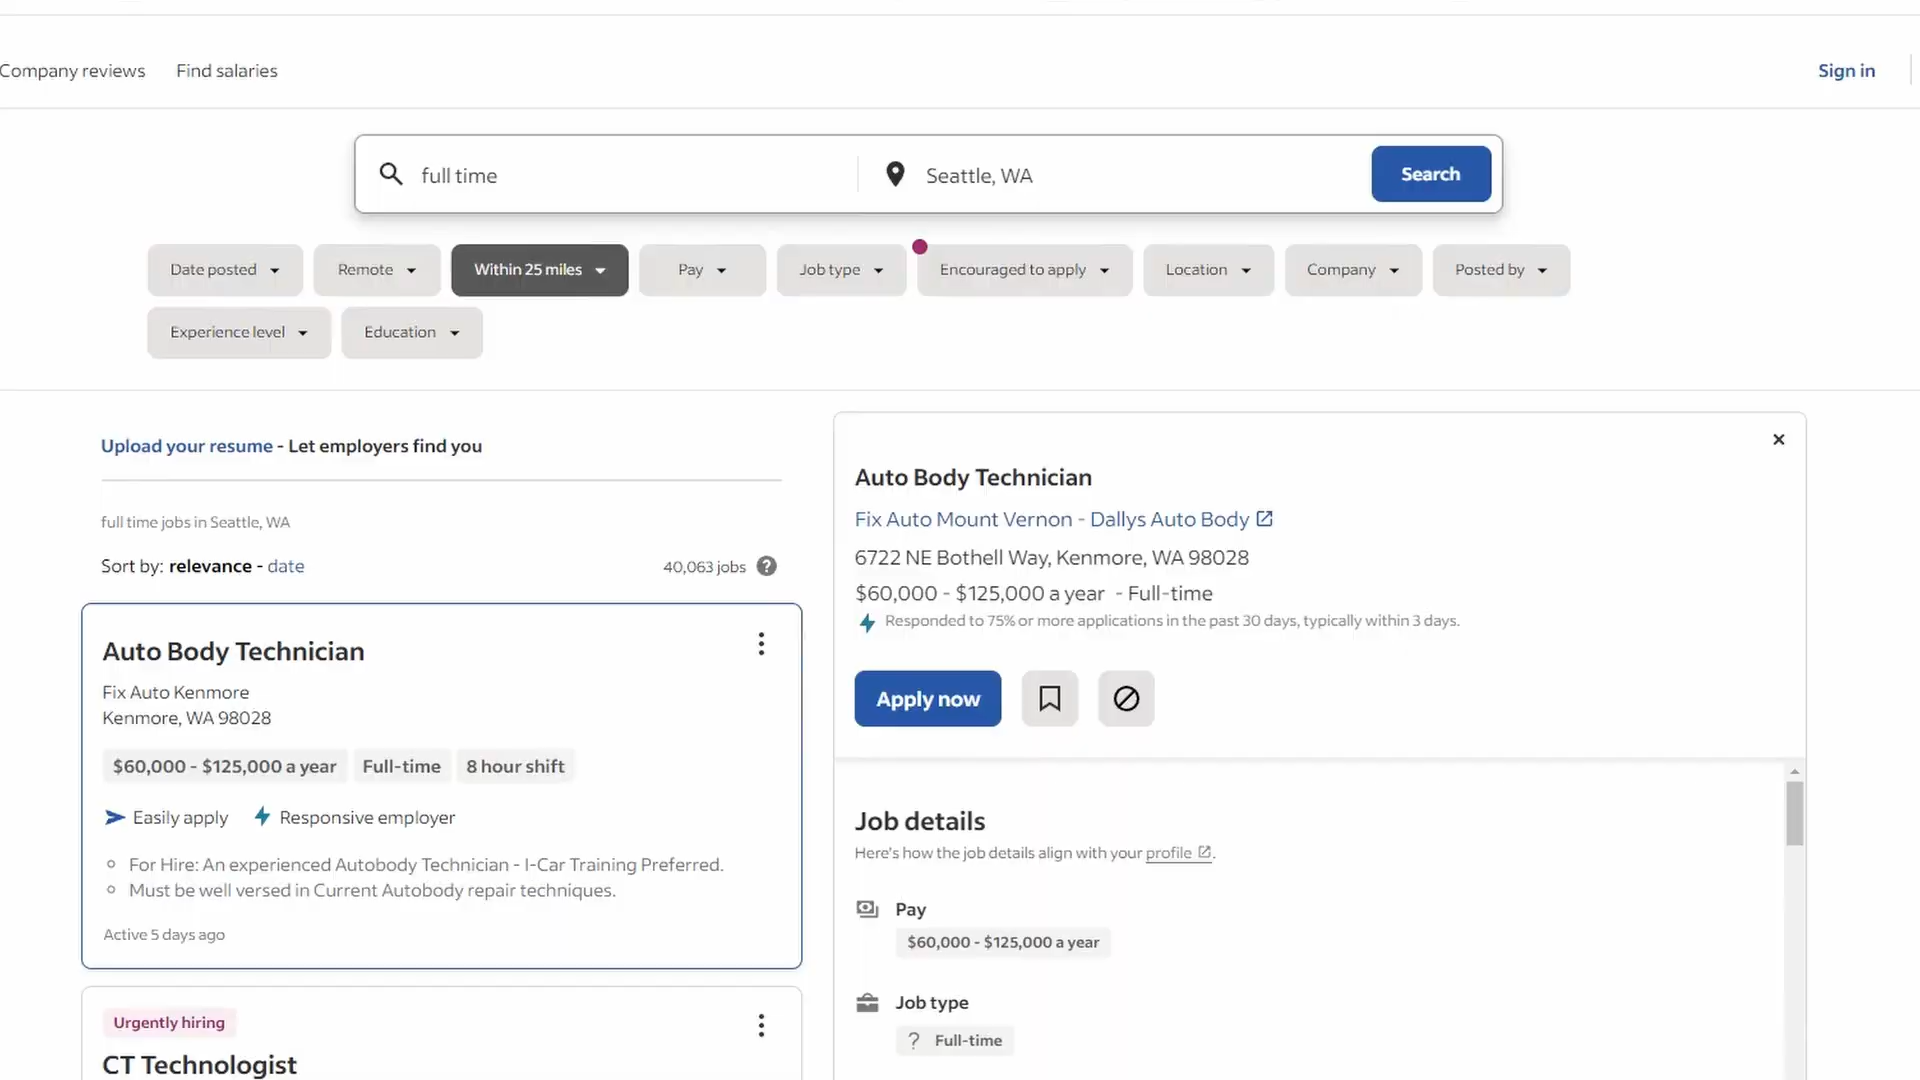 Company reviews Find salaries Sign in
full time Seattle, WA Search
Date posted Remote Within 25 miles Pay Job type Encouraged to apply Location Company Posted by
Experience level Education
Upload your resume - Let employers find you
full time jobs in Seattle, WA
Sort by: relevance - date 40,063 jobs ?
Auto Body Technician
Fix Auto Kenmore
Kenmore, WA 98028
$60,000 - $125,000 a year Full-time 8 hour shift
Easily apply Responsive employer
For Hire: An experienced Autobody Technician - I-Car Training Preferred.
Must be well versed in Current Autobody repair techniques.
Active 5 days ago
Urgently hiring
CT Technologist
Auto Body Technician
Fix Auto Mount Vernon - Dallys Auto Body
6722 NE Bothell Way, Kenmore, WA 98028
$60,000 - $125,000 a year - Full-time
Responded to 75% or more applications in the past 30 days, typically within 3 days.
Apply now
Job details
Here's how the job details align with your profile.
Pay
$60,000 - $125,000 a year
Job type
? Full-time